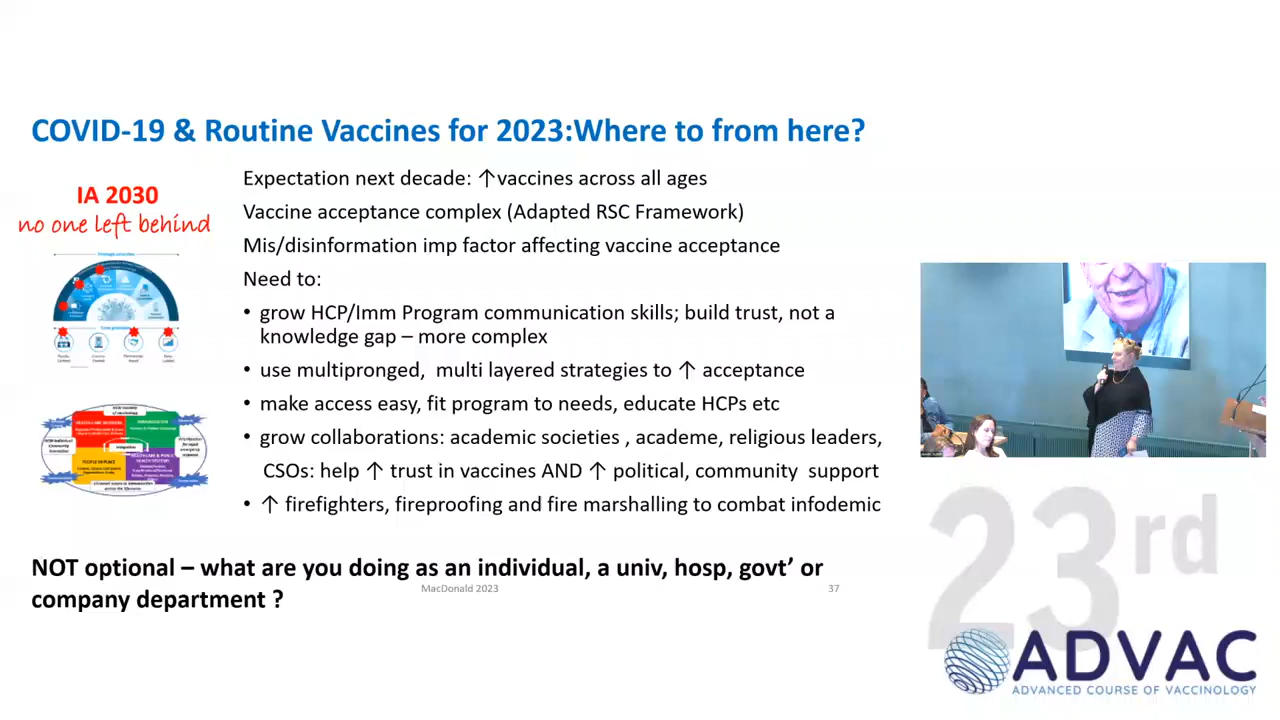 COVID-19 & Routine Vaccines for 2023:Where to from here?
IA 2030
no one left behind
Expectation next decade: ↑vaccines across all ages
Vaccine acceptance complex (Adapted RSC Framework)
Mis/disinformation imp factor affecting vaccine acceptance
Need to:
• grow HCP/Imm Program communication skills; build trust, not a
knowledge gap – more complex
• use multipronged, multi layered strategies to ↑ acceptance
• make access easy, fit program to needs, educate HCPs etc
• grow collaborations: academic societies , academe, religious leaders,
CSOs: help ↑ trust in vaccines AND ↑ political, community support
• ↑ firefighters, fireproofing and fire marshalling to combat infodemic
NOT optional – what are you doing as an individual, a univ, hosp, govt’ or
company department ?
MacDonald 2023
37
23rd
ADVAC
ADVANCED COURSE OF VACCINOLOGY